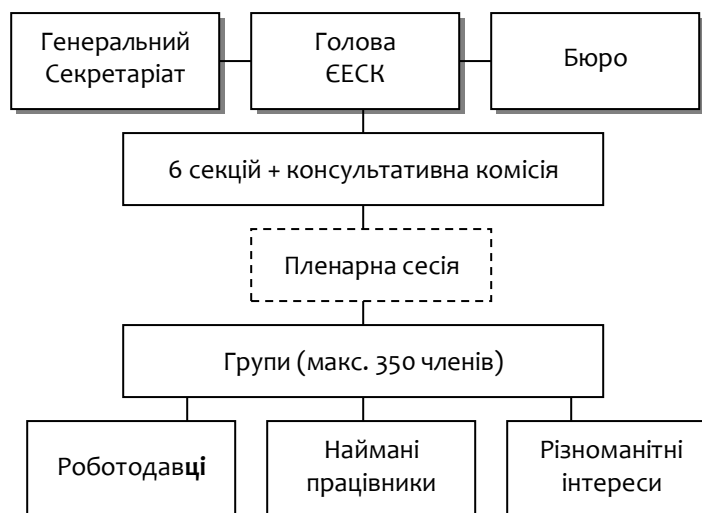 Генеральний
Секретаріат
Голова
ЄЕСК
Бюро
6 секцій + консультативна комісія
Пленарна сесія
Групи (макс. 350 членів)
Роботодавці
Наймані
працівники
Різноманітні
інтереси